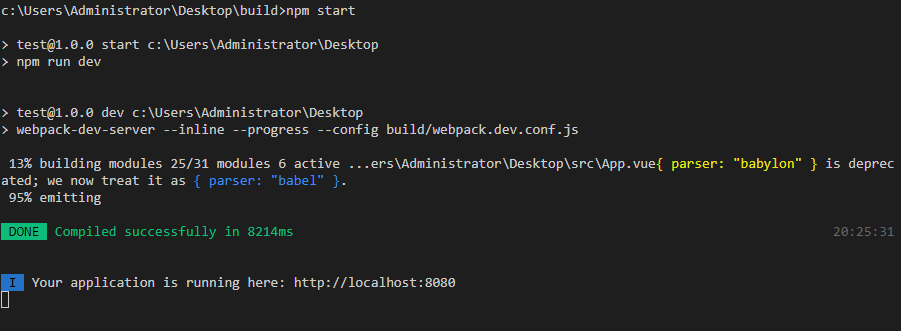 c:\Users\Administrator\Desktop\build>npm start
> test@1.0.0 start c:\Users\Administrator\Desktop
> npm run dev
> test@1.0.0 dev c:\Users\Administrator\Desktop
> webpack-dev-server --inline --progress --config build/webpack.dev.conf.js
13% building modules 25/31 modules 6 active ...ers\Administrator\Desktop\src\App.vue{ parser: "babylon" } is deprec
ated; we now treat it as { parser: "babel" }.
95% emitting
DONE Compiled successfully in 8214ms 20:25:31
I Your application is running here: http://localhost:8080